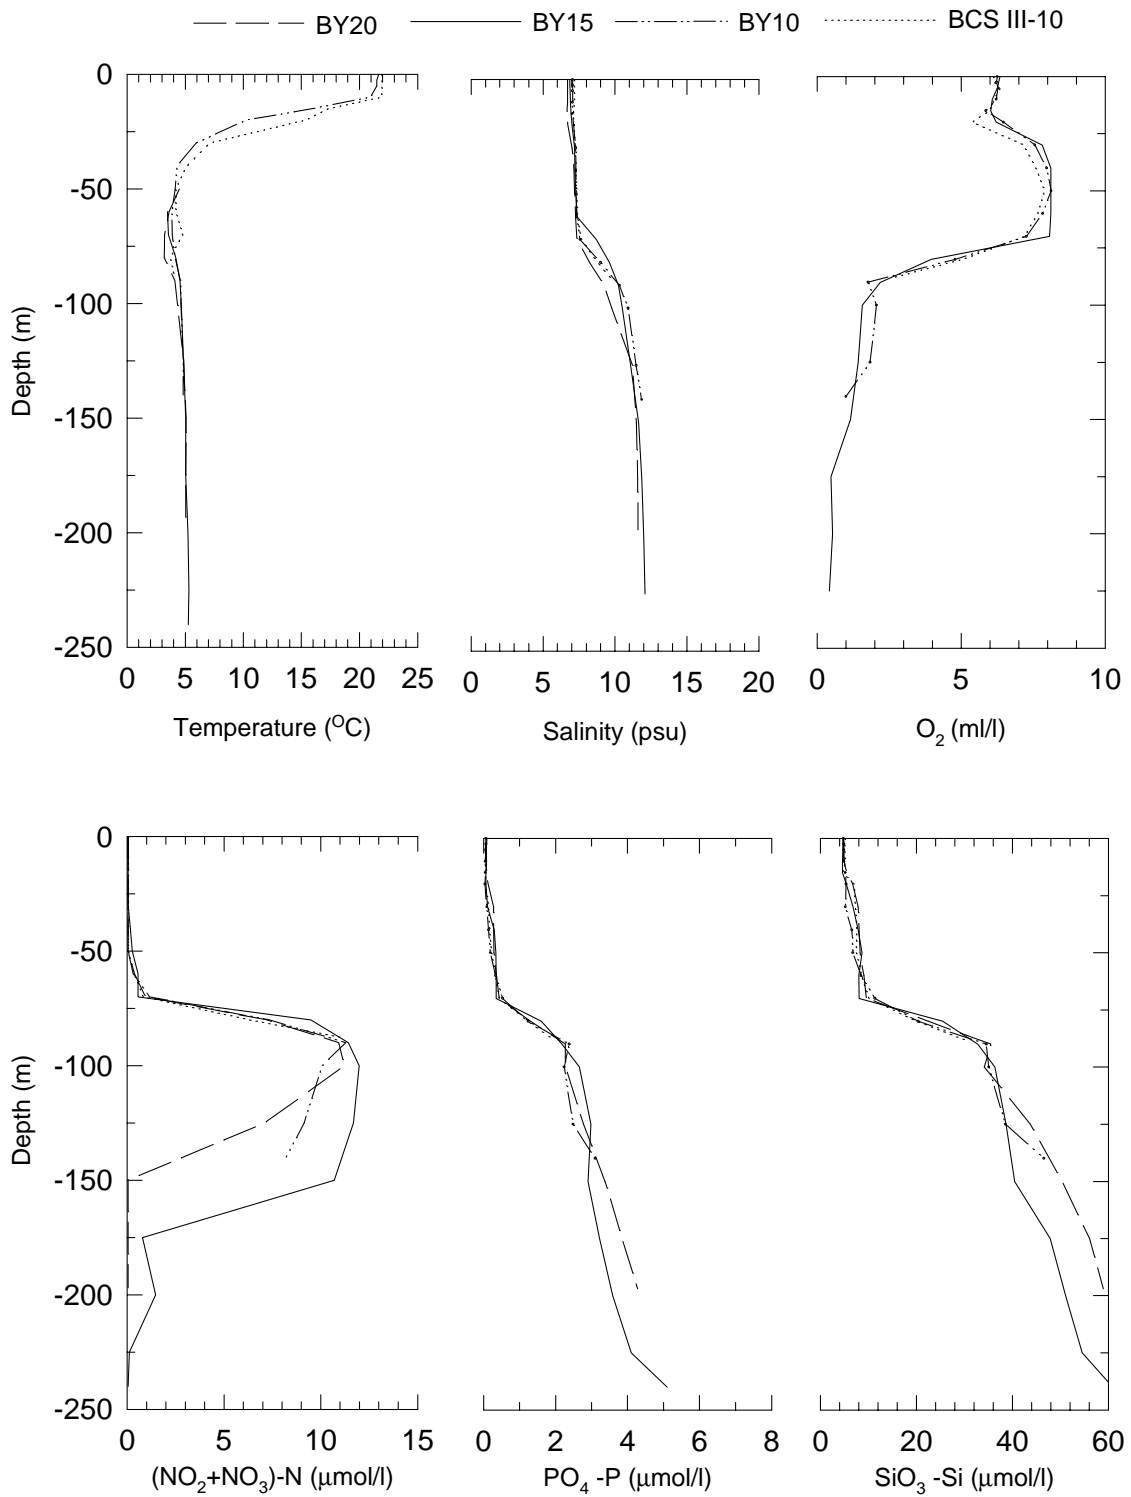 BY20 BY15 BY10 BCS III-10
0
-50
-100
-150
-200
-250
Depth (m)
0 5 10 15 20 25
Temperature (°C)
0 5 10 15 20
Salinity (psu)
0 5 10
O₂ (ml/l)
0
-50
-100
-150
-200
-250
Depth (m)
0 5 10 15
(NO₂+NO₃)-N (μmol/l)
0 2 4 6 8
PO₄ -P (μmol/l)
0 20 40 60
SiO₃ -Si (μmol/l)